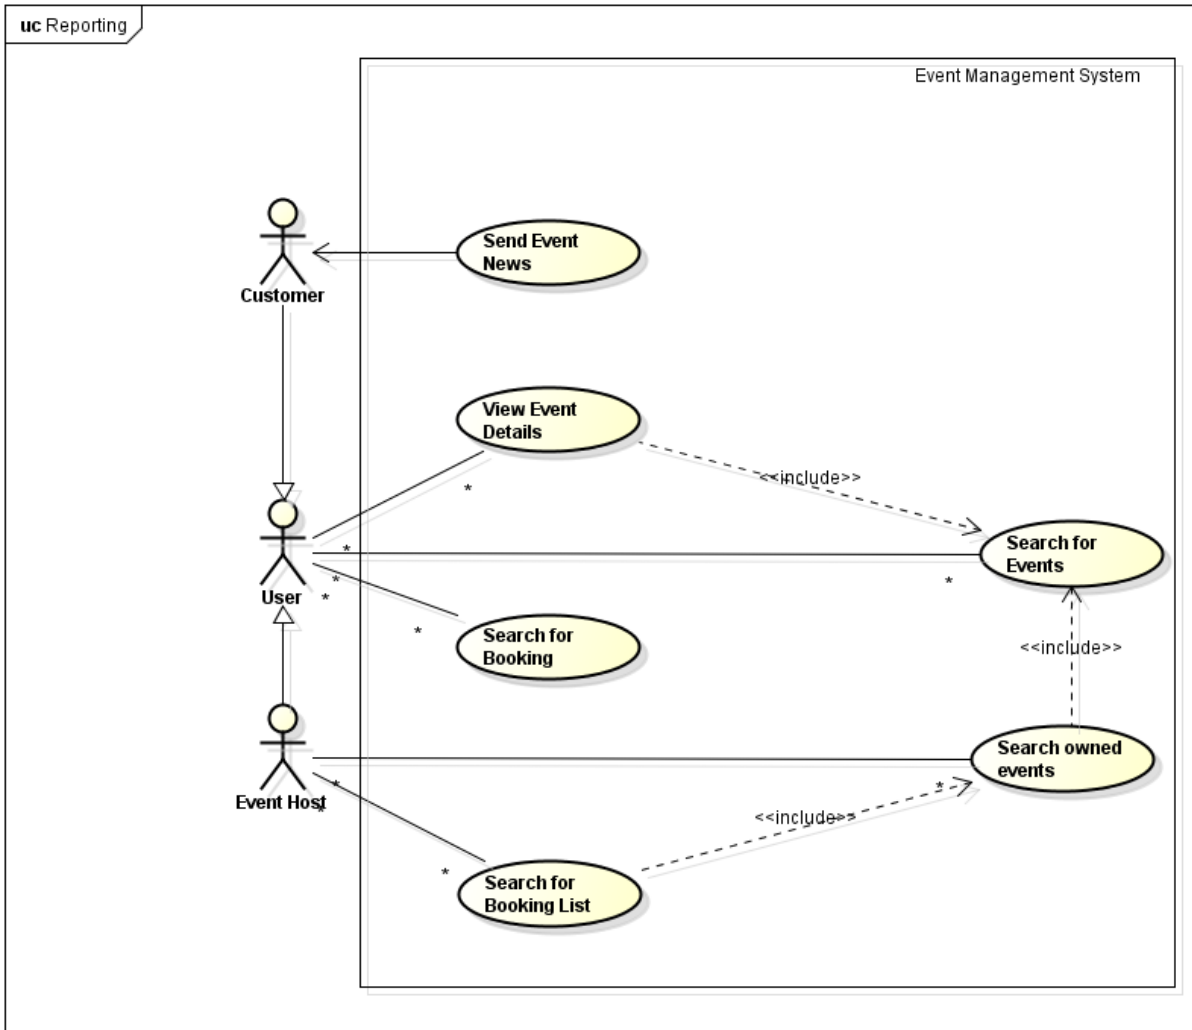 uc Reporting
Event Management System
Send Event
News
Customer
View Event
Details
*
<<include>>
Search for
Events
*
*
*
User
*
<<include>>
*
Search for
Booking
Search owned
events
Event Host
*
*
*
<<include>>
*
Search for
Booking List